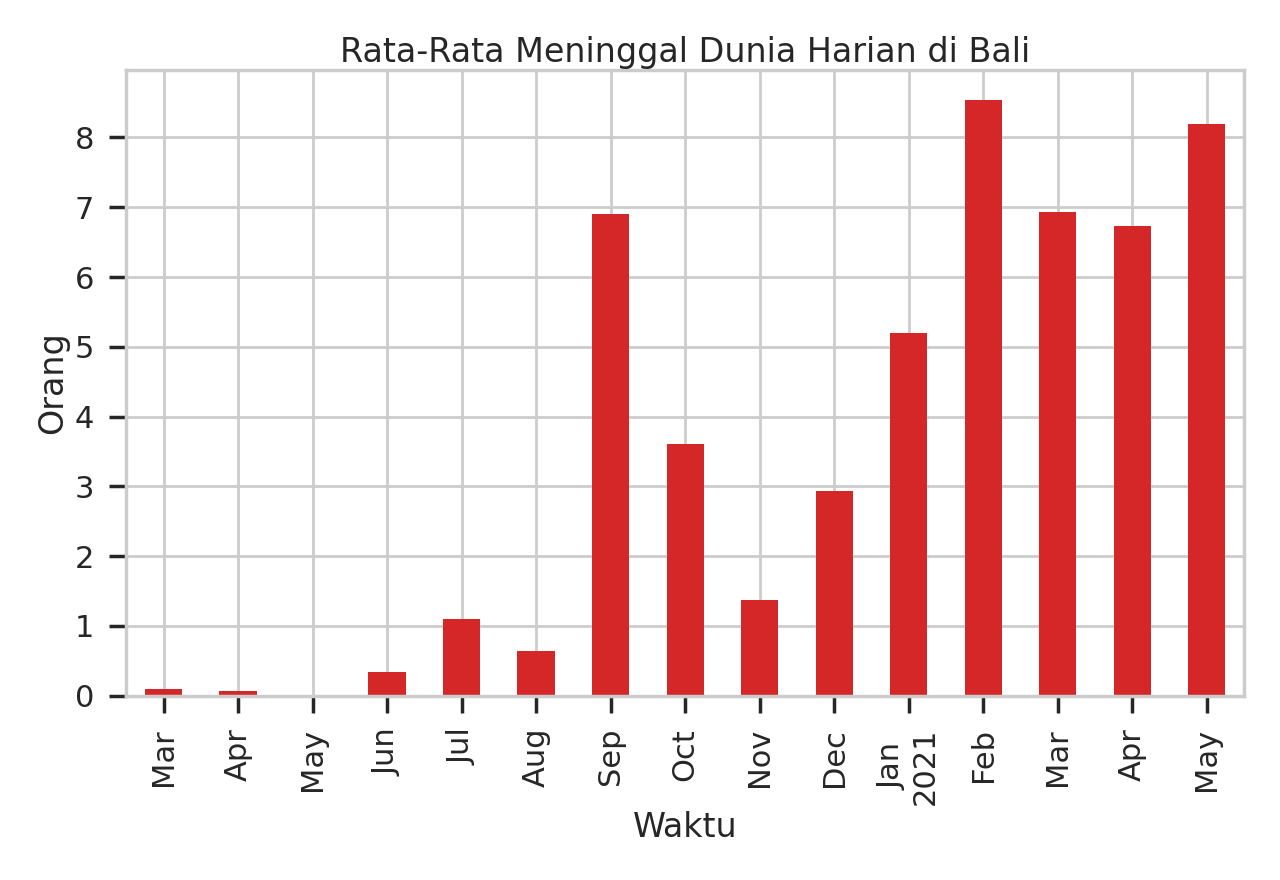 Rata-Rata Meninggal Dunia Harian di Bali
Orang
8
7
6
5
4
3
2
1
0
Mar
Apr
May
Jun
Jul
Aug
Sep
Oct
Nov
Dec
Jan
2021
Feb
Mar
Apr
May
Waktu